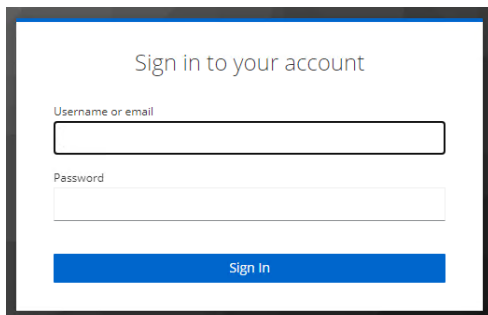 Sign in to your account
Username or email
Password
Sign In